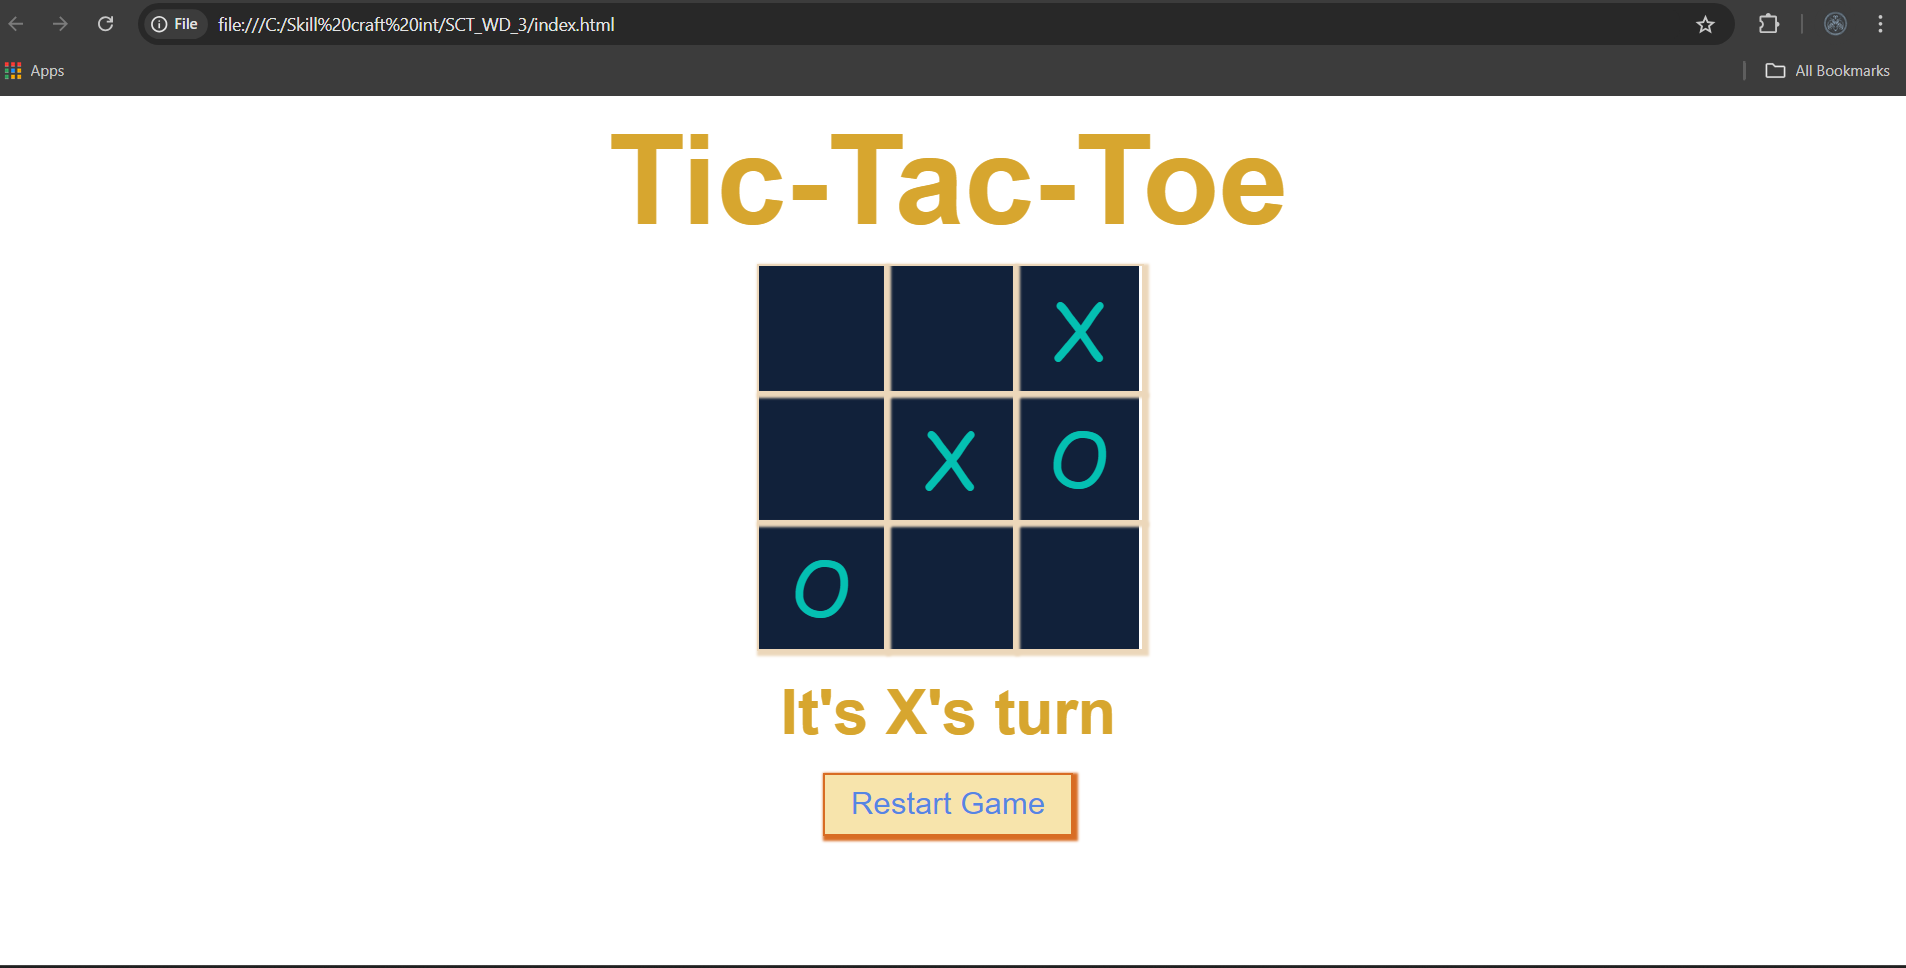 File file:///C:/Skill%20craft%20int/SCT_WD_3/index.html
Apps All Bookmarks
Tic-Tac-Toe
X
X O
O
It's X's turn
Restart Game